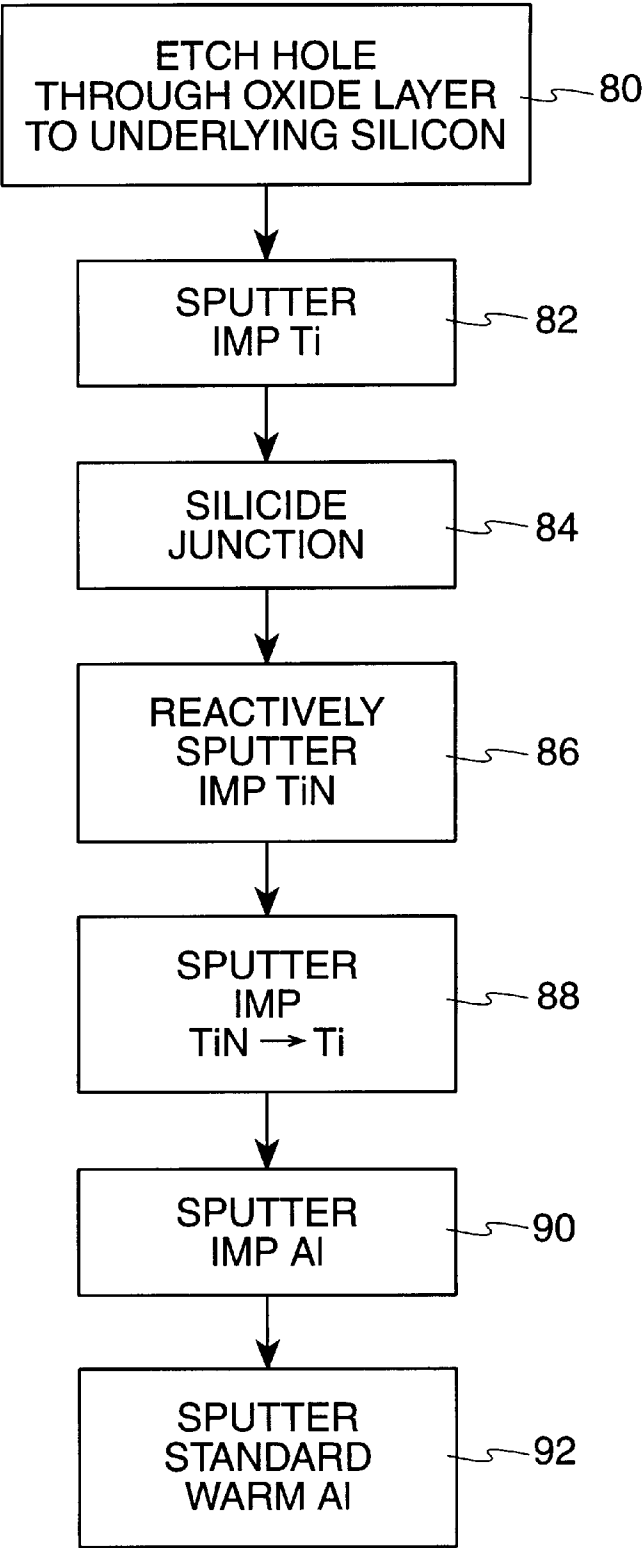 ETCH HOLE
THROUGH OXIDE LAYER
TO UNDERLYING SILICON
80
SPUTTER
IMP Ti
82
SILICIDE
JUNCTION
84
REACTIVELY
SPUTTER
IMP TiN
86
SPUTTER
IMP
TiN → Ti
88
SPUTTER
IMP Al
90
SPUTTER
STANDARD
WARM Al
92